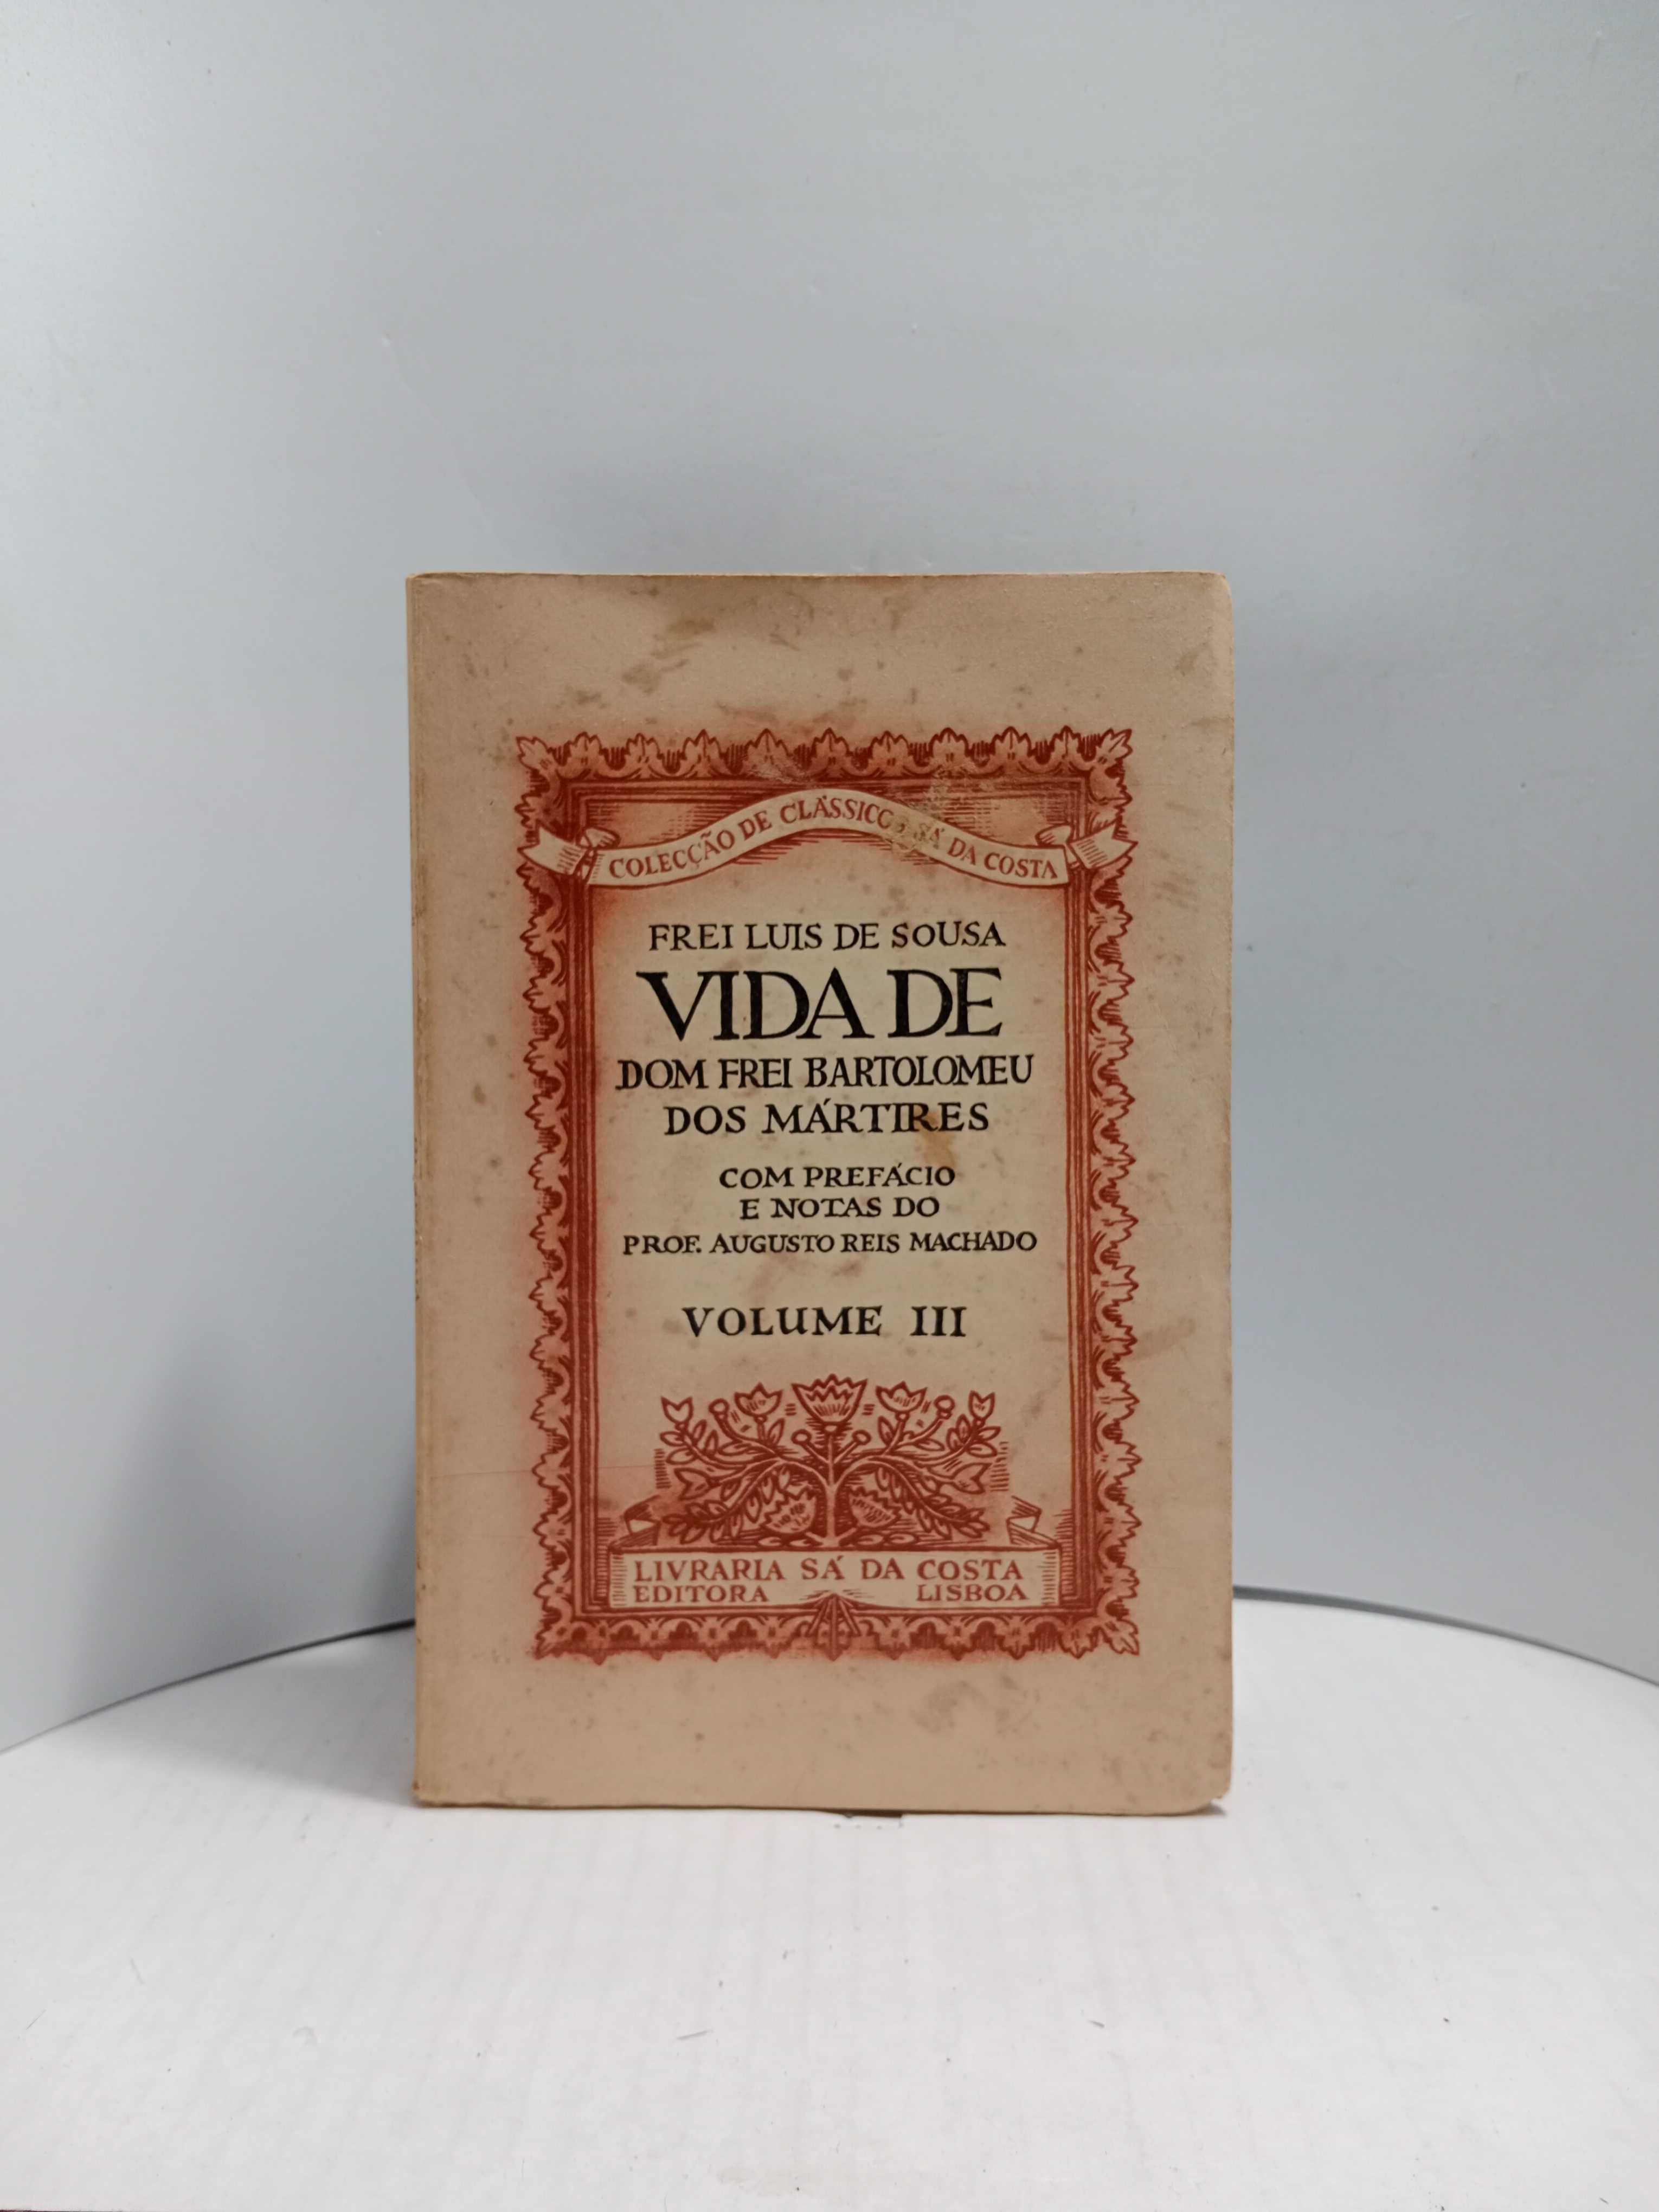 COLECÇÃO DE CLÁSSICOS SÁ DA COSTA
FREI LUIS DE SOUSA
VIDA DE
DOM FREI BARTOLOMEU
DOS MÁRTIRES
COM PREFÁCIO
E NOTAS DO
PROF. AUGUSTO REIS MACHADO
VOLUME III
LIVRARIA SÁ DA COSTA
EDITORA LISBOA